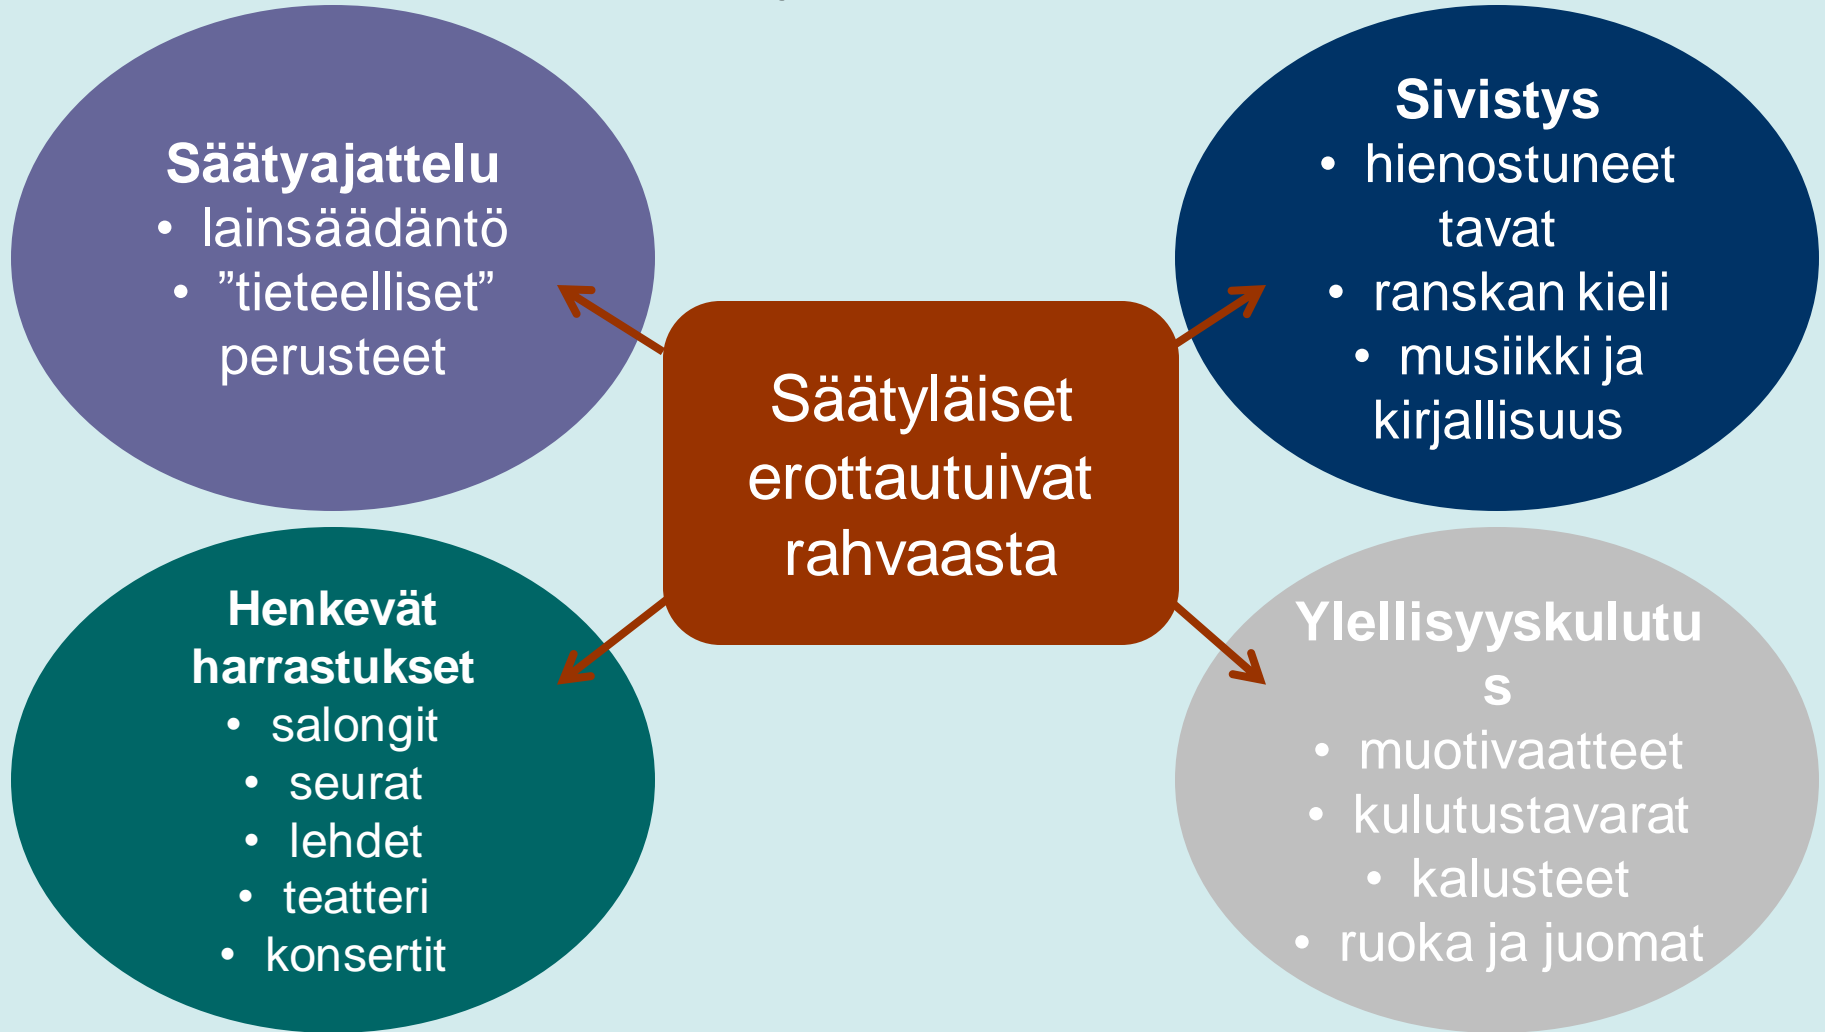 Säätyajattelu
• lainsäädäntö
• ”tieteelliset”
perusteet
Sivistys
• hienostuneet
tavat
• ranskan kieli
• musiikki ja
kirjallisuus
Säätyläiset
erottautuivat
rahvaasta
Henkevät
harrastukset
• salongit
• seurat
• lehdet
• teatteri
• konsertit
Ylellisyyskulutu
s
• muotivaatteet
• kulutustavarat
• kalusteet
• ruoka ja juomat